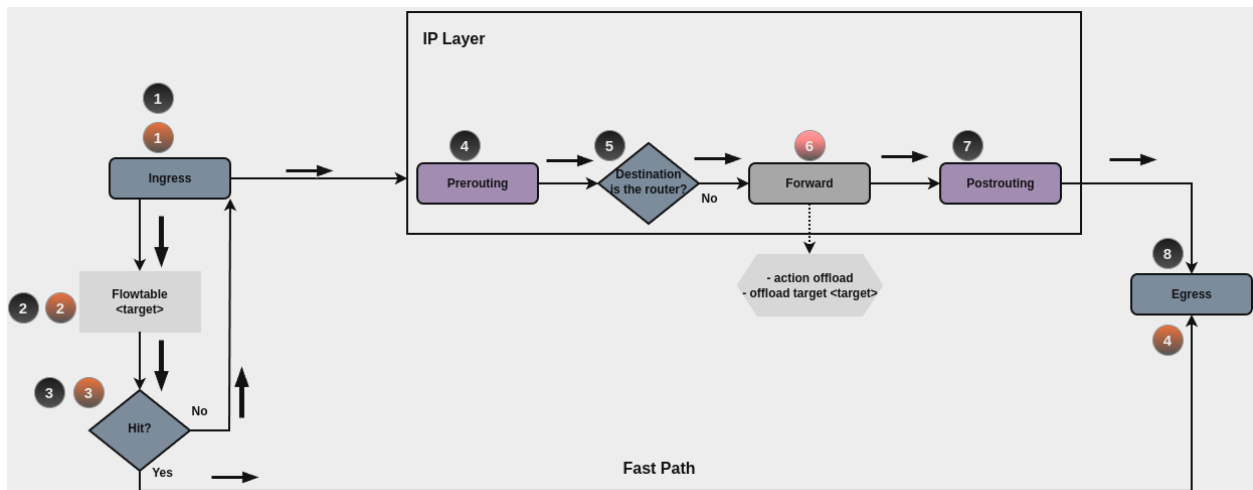 IP Layer
1
1
Ingress
4
Prerouting
5
Destination
is the router?
No
6
Forward
7
Postrouting
- action offload
- offload target <target>
8
Egress
4
2
2
Flowtable
<target>
3
3
Hit?
No
Yes
Fast Path